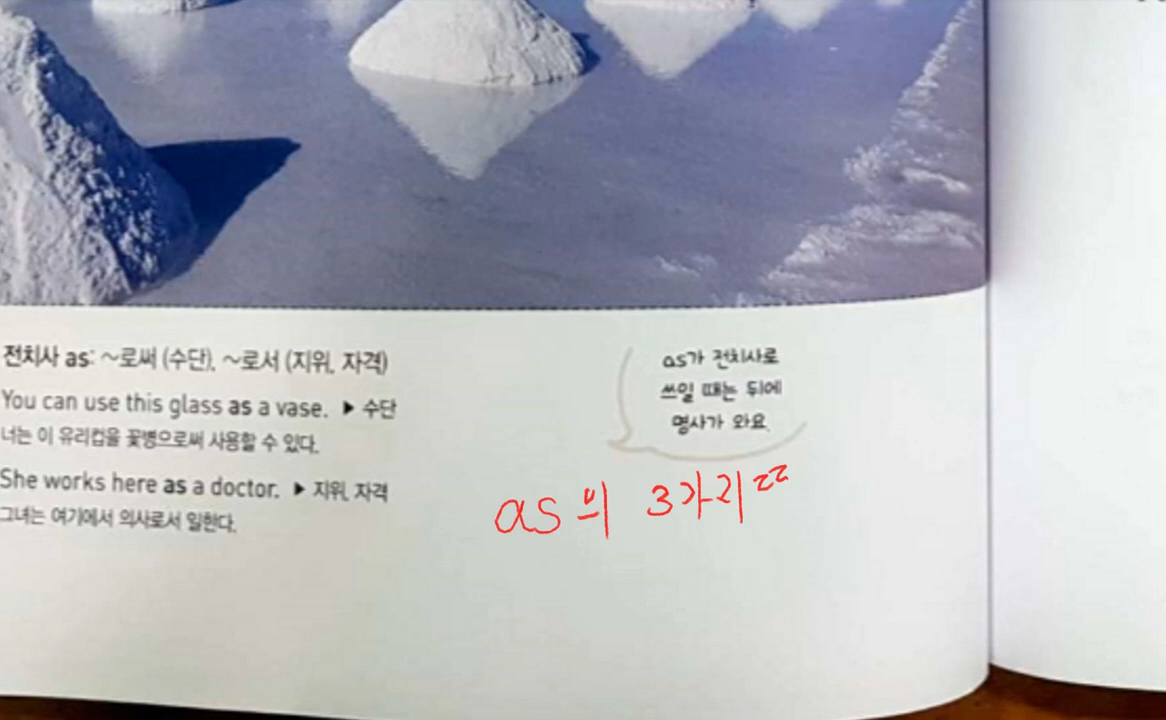 전치사 as: ~로써 (수단), ~로서 (지위, 자격)
You can use this glass as a vase. ▶ 수단
너는 이 유리컵을 꽃병으로써 사용할 수 있다.
She works here as a doctor. ▶ 지위, 자격
그녀는 여기에서 의사로서 일한다.
as가 전치사로
쓰일 때는 뒤에
명사가 와요.
as의 3가지